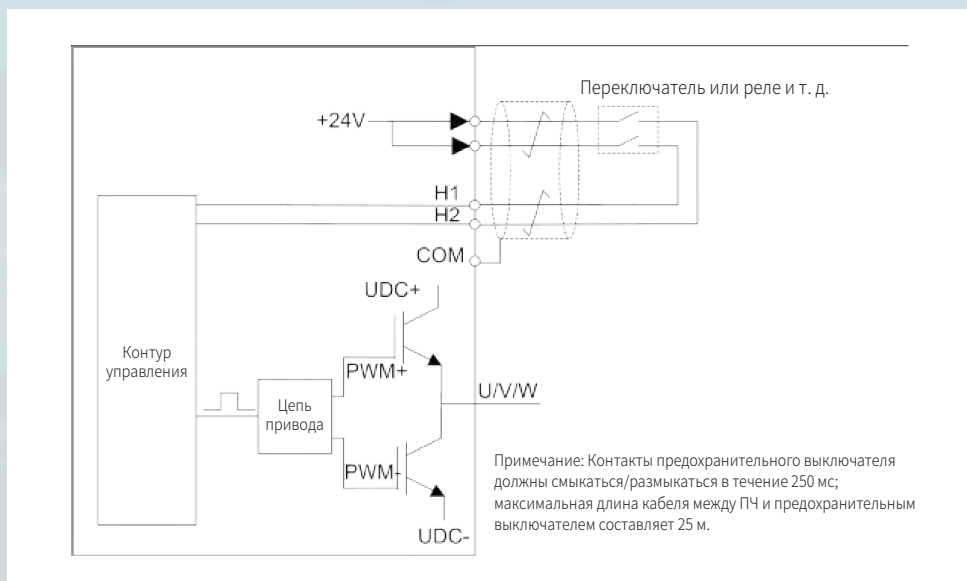 Переключатель или реле и т. д.
+24V
H1
H2
COM
UDC+
Контур
управления
PWM+
U/V/W
Цепь
привода
PWM-
UDC-
Примечание: Контакты предохранительного выключателя
должны смыкаться/размыкаться в течение 250 мс;
максимальная длина кабеля между ПЧ и предохранительным
выключателем составляет 25 м.